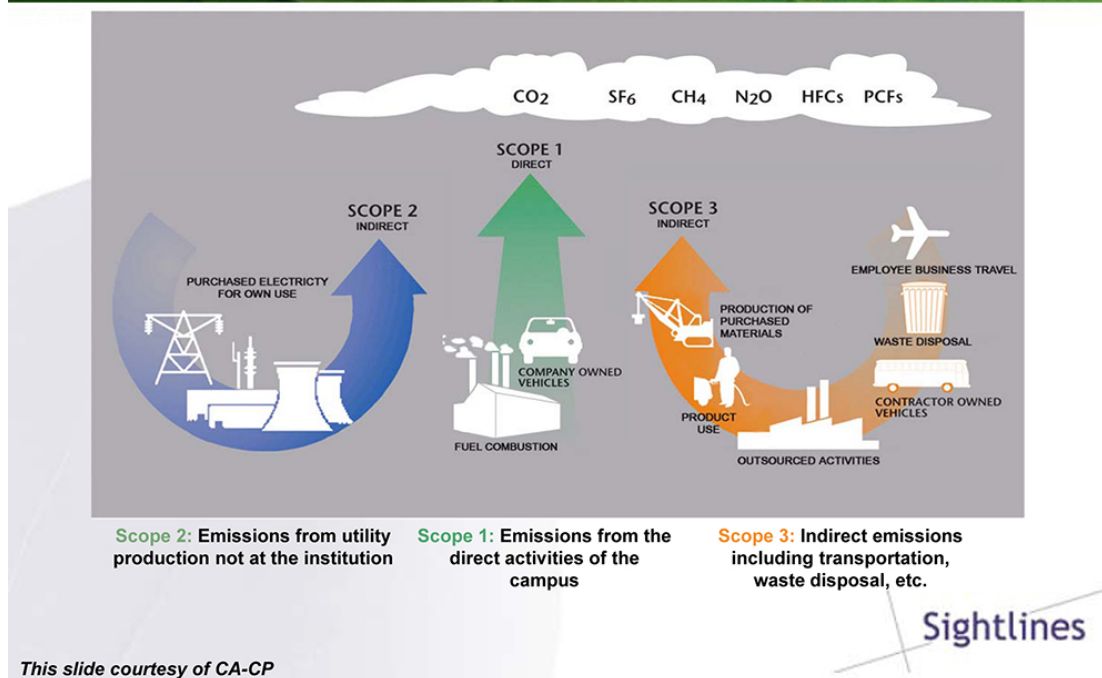 CO2 SF6 CH4 N2O HFCs PCFs
SCOPE 1
DIRECT
SCOPE 2
INDIRECT
SCOPE 3
INDIRECT
PURCHASED ELECTRICTY
FOR OWN USE
COMPANY OWNED
VEHICLES
FUEL COMBUSTION
EMPLOYEE BUSINESS TRAVEL
PRODUCTION OF
PURCHASED
MATERIALS
WASTE DISPOSAL
CONTRACTOR OWNED
VEHICLES
PRODUCT
USE
OUTSOURCED ACTIVITIES
Scope 2: Emissions from utility
production not at the institution
Scope 1: Emissions from the
direct activities of the
campus
Scope 3: Indirect emissions
including transportation,
waste disposal, etc.
Sightlines
This slide courtesy of CA-CP